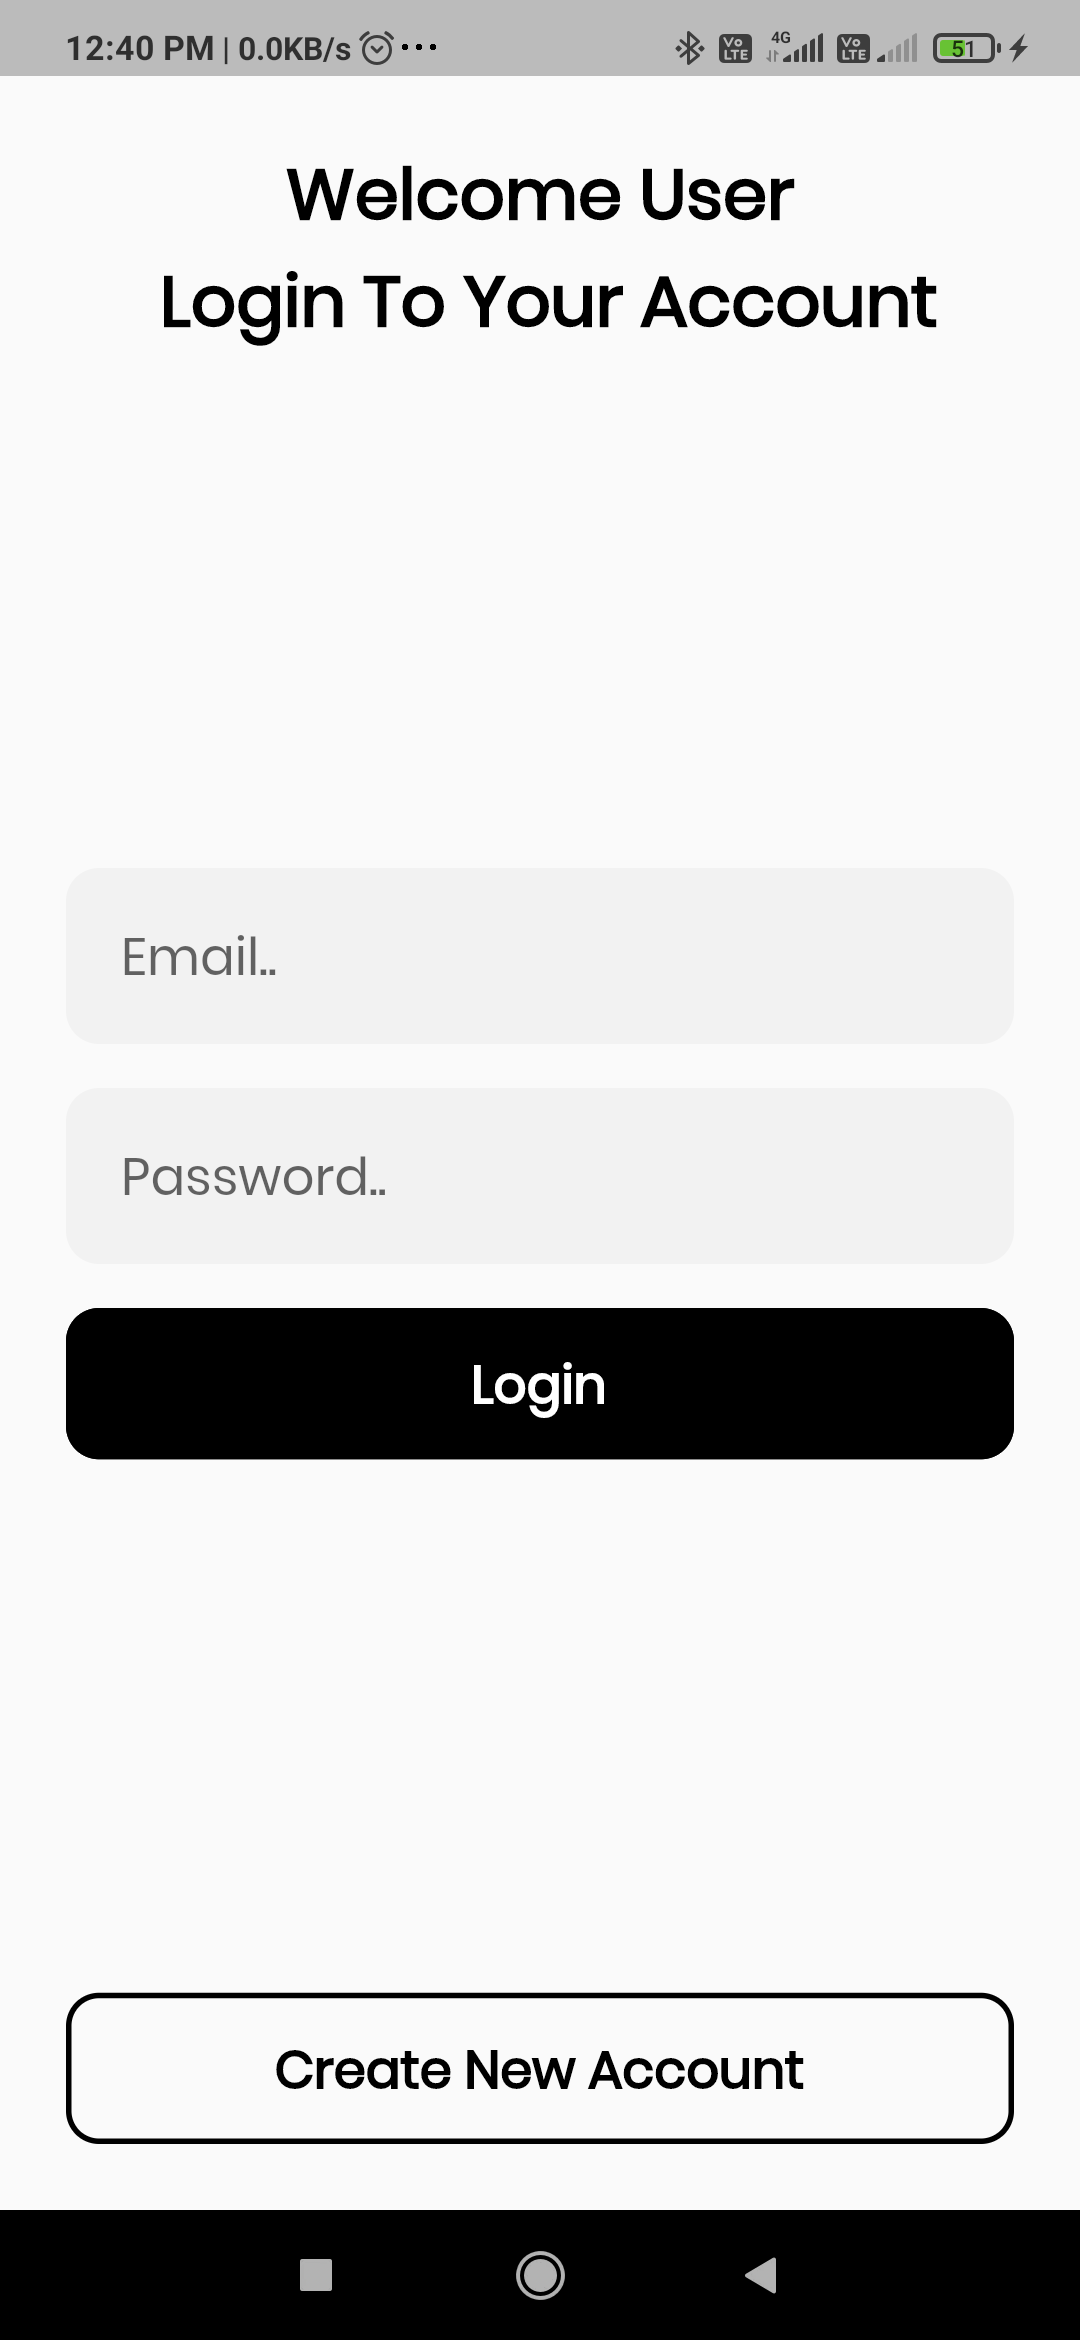 12:40 PM | 0.0KB/s ...
Vo LTE 4G Vo LTE 51
Welcome User
Login To Your Account
Email..
Password..
Login
Create New Account